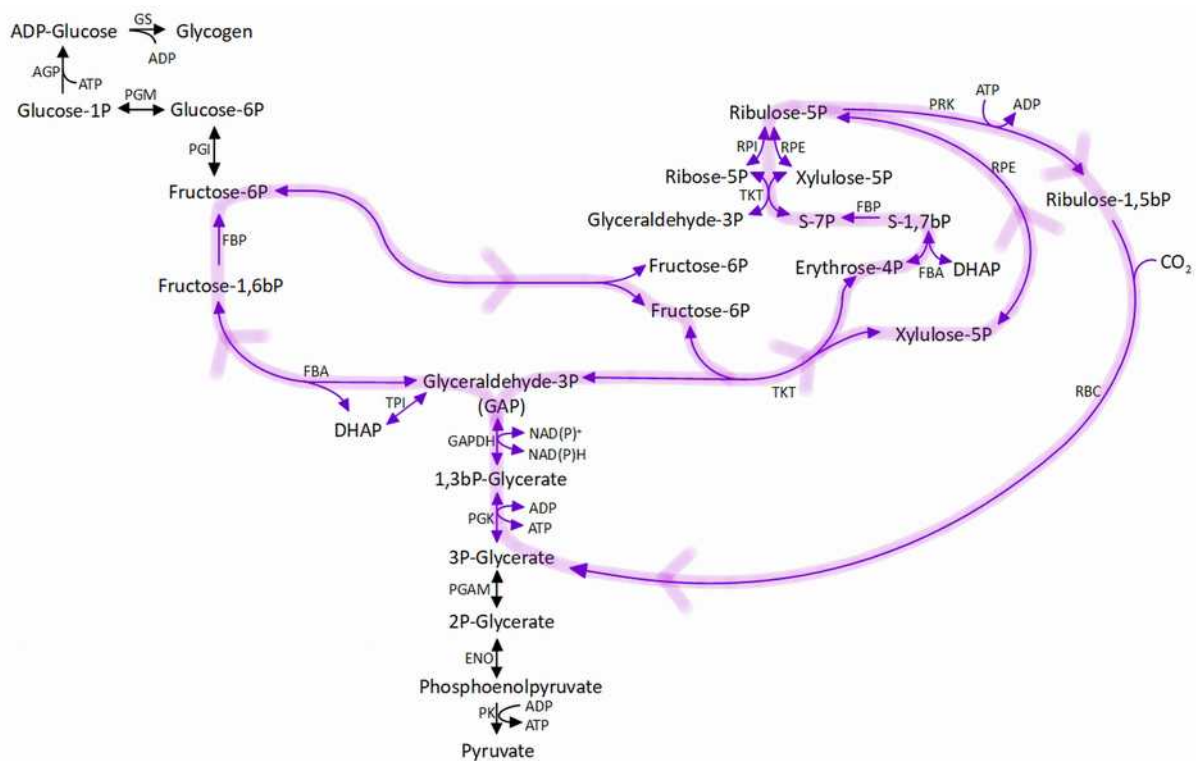 GS
ADP-Glucose
Glycogen
ADP
AGP
ATP
Glucose-1P
PGM
Glucose-6P
PGI
Fructose-6P
FBP
Fructose-1,6bP
FBA
DHAP
TPI
Glyceraldehyde-3P
(GAP)
GAPDH
NAD(P)⁺
NAD(P)H
1,3bP-Glycerate
PGK
ADP
ATP
3P-Glycerate
PGAM
2P-Glycerate
ENO
Phosphoenolpyruvate
PK
ADP
ATP
Pyruvate
Fructose-6P
Fructose-6P
TKT
Ribulose-5P
PRK
ATP
ADP
RPI
RPE
Ribose-5P
Xylulose-5P
TKT
Glyceraldehyde-3P
S-7P
FBP
S-1,7bP
Erythrose-4P
FBA
DHAP
Xylulose-5P
RPE
Ribulose-1,5bP
CO₂
RBC